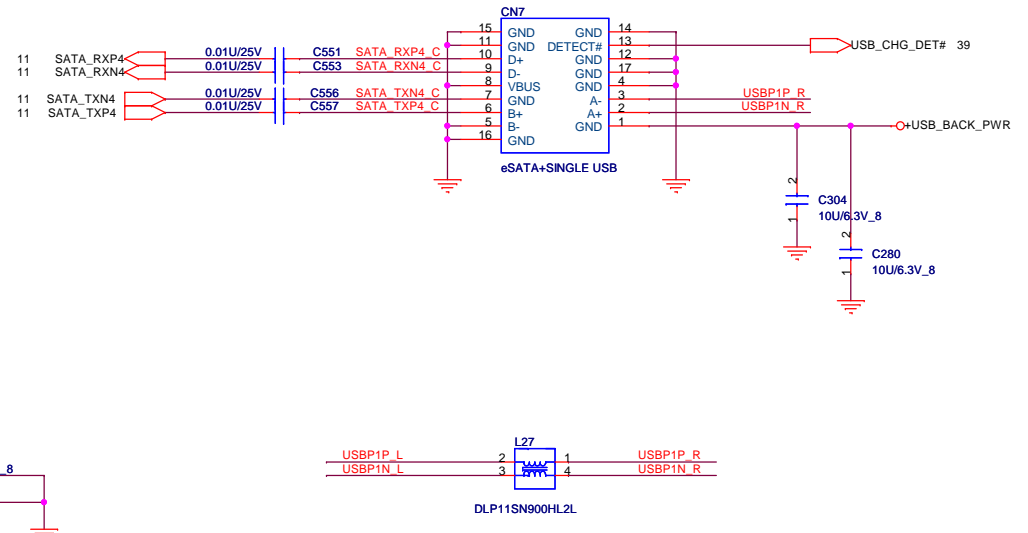 CN7
15 GND GND 14
11 GND DETECT# 13 USB_CHG_DET# 39
11 SATA_RXP4 0.01U/25V C551 SATA_RXP4_C 10 D+ GND 12
11 SATA_RXN4 0.01U/25V C553 SATA_RXN4_C 9 D- GND 17
8 VBUS GND 4
11 SATA_TXN4 0.01U/25V C556 SATA_TXN4_C 7 GND A- 3 USBP1P_R
11 SATA_TXP4 0.01U/25V C557 SATA_TXP4_C 6 B+ A+ 2 USBP1N_R
5 B- GND 1 +USB_BACK_PWR
16 GND
eSATA+SINGLE USB
2
C304
1 10U/6.3V_8
2
C280
1 10U/6.3V_8
L27
USBP1P_L 2 1 USBP1P_R
_8 USBP1N_L 3 4 USBP1N_R
DLP11SN900HL2L